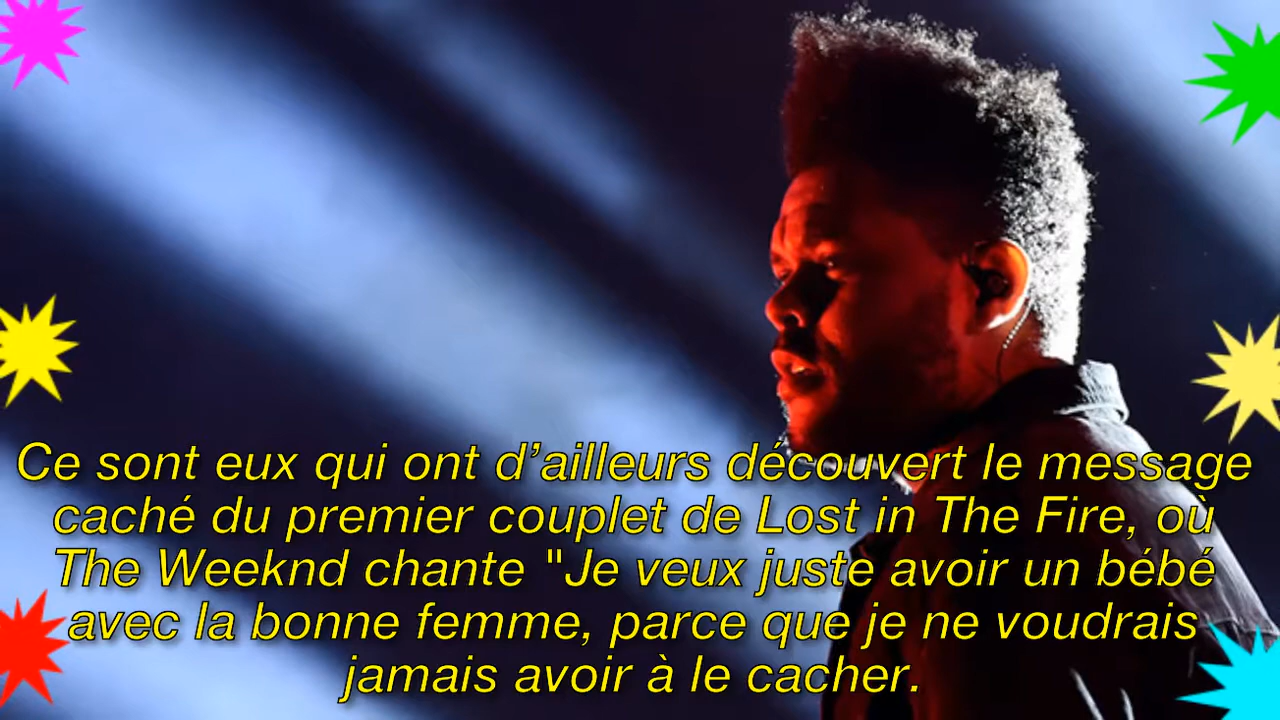 Ce sont eux qui ont d’ailleurs découvert le message
caché du premier couplet de Lost in The Fire, où
The Weeknd chante "Je veux juste avoir un bébé
avec la bonne femme, parce que je ne voudrais
jamais avoir à le cacher.